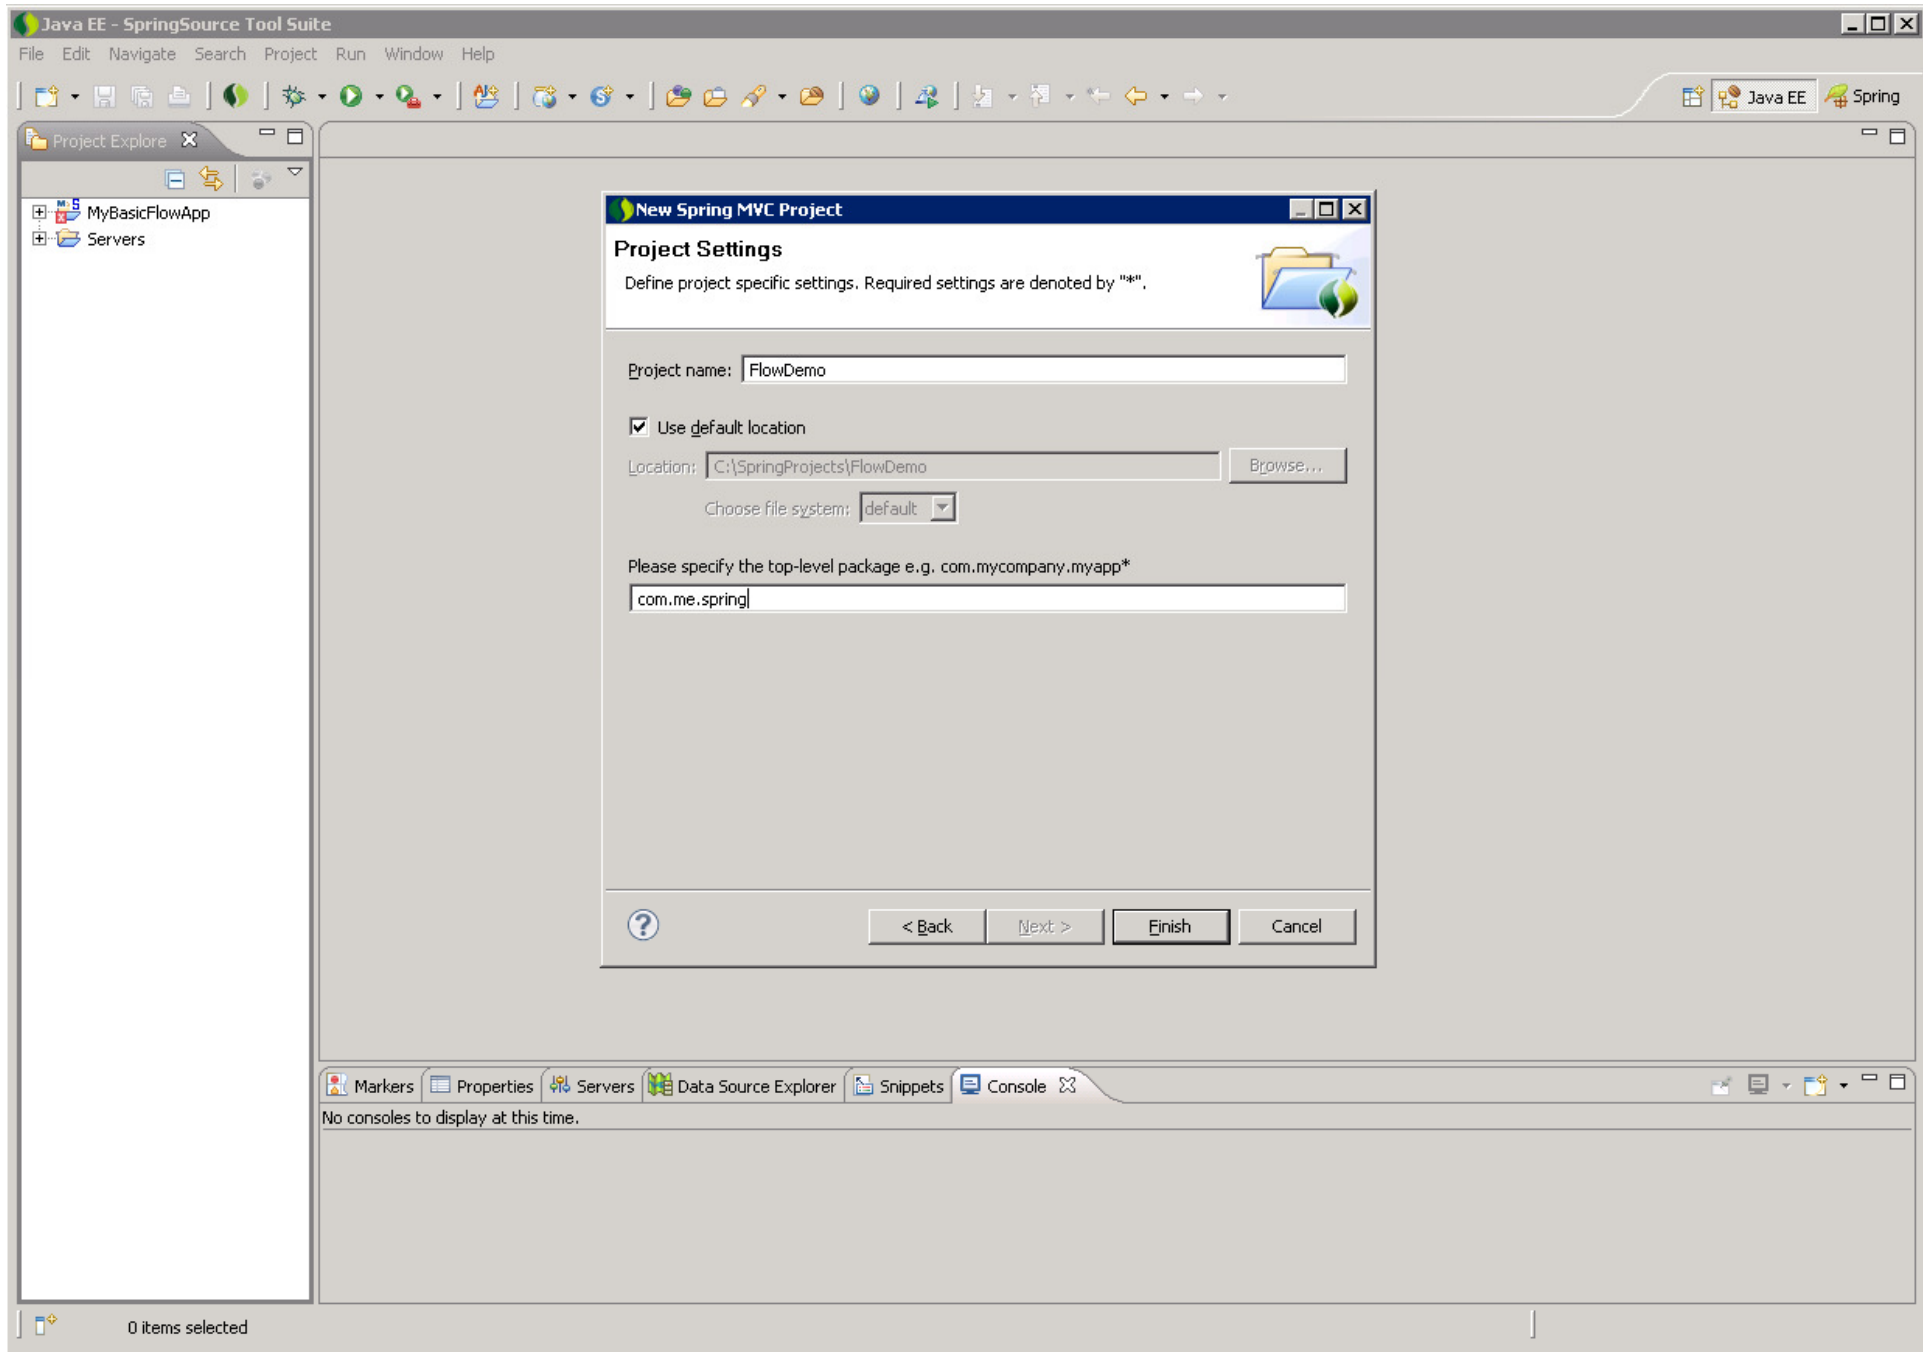 Java EE - SpringSource Tool Suite
File Edit Navigate Search Project Run Window Help
Java EE Spring
Project Explore
MyBasicFlowApp
Servers
New Spring MVC Project
Project Settings
Define project specific settings. Required settings are denoted by "*".
Project name: FlowDemo
Use default location
Location: C:\SpringProjects\FlowDemo Browse...
Choose file system: default
Please specify the top-level package e.g. com.mycompany.myapp*
com.me.spring
< Back Next > Finish Cancel
Markers Properties Servers Data Source Explorer Snippets Console
No consoles to display at this time.
0 items selected